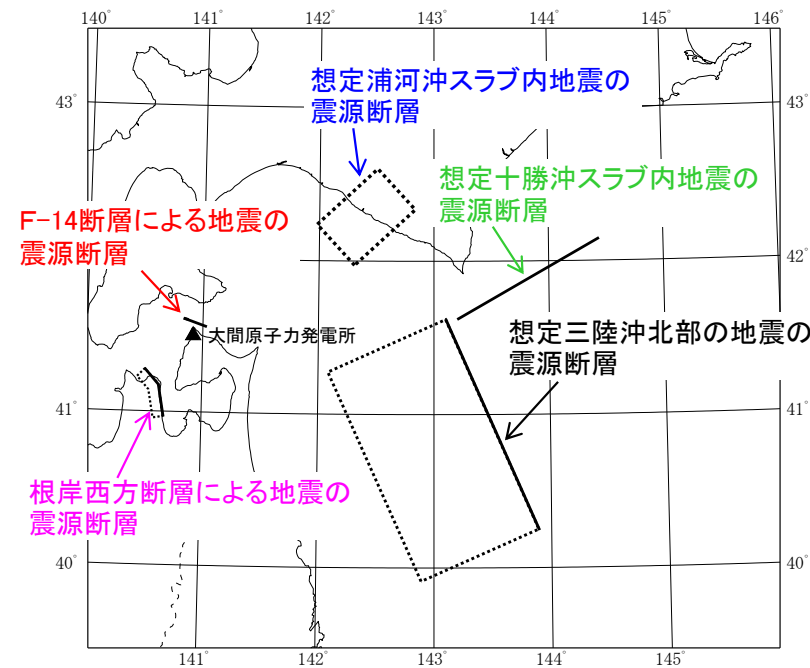 140°
141°
142°
143°
144°
145°
146°
想定浦河沖スラブ内地震の
震源断層
43°
43°
想定十勝沖スラブ内地震の
震源断層
F-14断層による地震の
震源断層
42°
42°
大間原子力発電所
想定三陸沖北部の地震の
震源断層
41°
41°
根岸西方断層による地震の
震源断層
40°
40°
141°
142°
143°
144°
145°